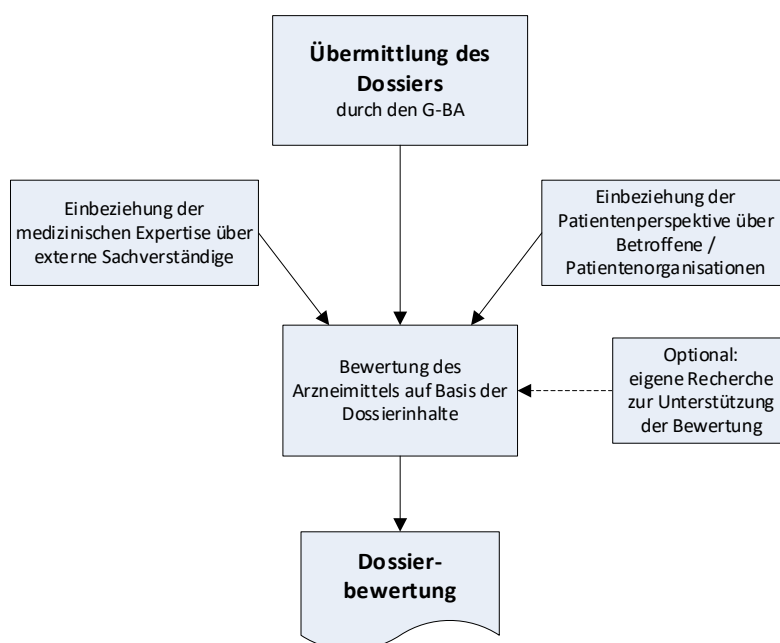 Übermittlung des
Dossiers
durch den G-BA
Einbeziehung der
medizinischen Expertise über
externe Sachverständige
Einbeziehung der
Patientenperspektive über
Betroffene /
Patientenorganisationen
Bewertung des
Arzneimittels auf Basis der
Dossierinhalte
Optional:
eigene Recherche
zur Unterstützung
der Bewertung
Dossier-
bewertung